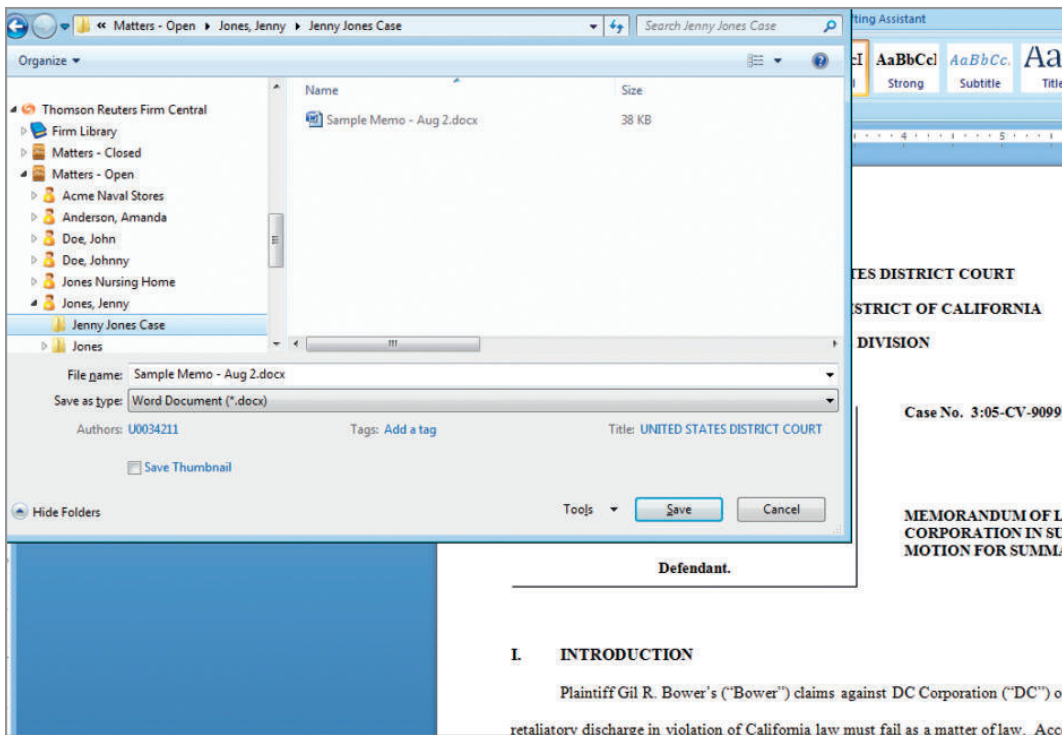 « Matters - Open ▸ Jones, Jenny ▸ Jenny Jones Case
Search Jenny Jones Case
Organize
Name
Size
Sample Memo - Aug 2.docx
38 KB
Thomson Reuters Firm Central
Firm Library
Matters - Closed
Matters - Open
Acme Naval Stores
Anderson, Amanda
Doe, John
Doe, Johnny
Jones Nursing Home
Jones, Jenny
Jenny Jones Case
Jones
File name: Sample Memo - Aug 2.docx
Save as type: Word Document (*.docx)
Authors: U0034211
Tags: Add a tag
Title: UNITED STATES DISTRICT COURT
Save Thumbnail
Hide Folders
Tools
Save
Cancel
fting Assistant
AaBbCcl
AaBbCc.
Aa
Strong
Subtitle
Title
4
5
TES DISTRICT COURT
STRICT OF CALIFORNIA
DIVISION
Case No. 3:05-CV-9099
MEMORANDUM OF L
CORPORATION IN SU
MOTION FOR SUMMA
Defendant.
I. INTRODUCTION
Plaintiff Gil R. Bower's ("Bower") claims against DC Corporation ("DC") o
retaliatory discharge in violation of California law must fail as a matter of law. Acc